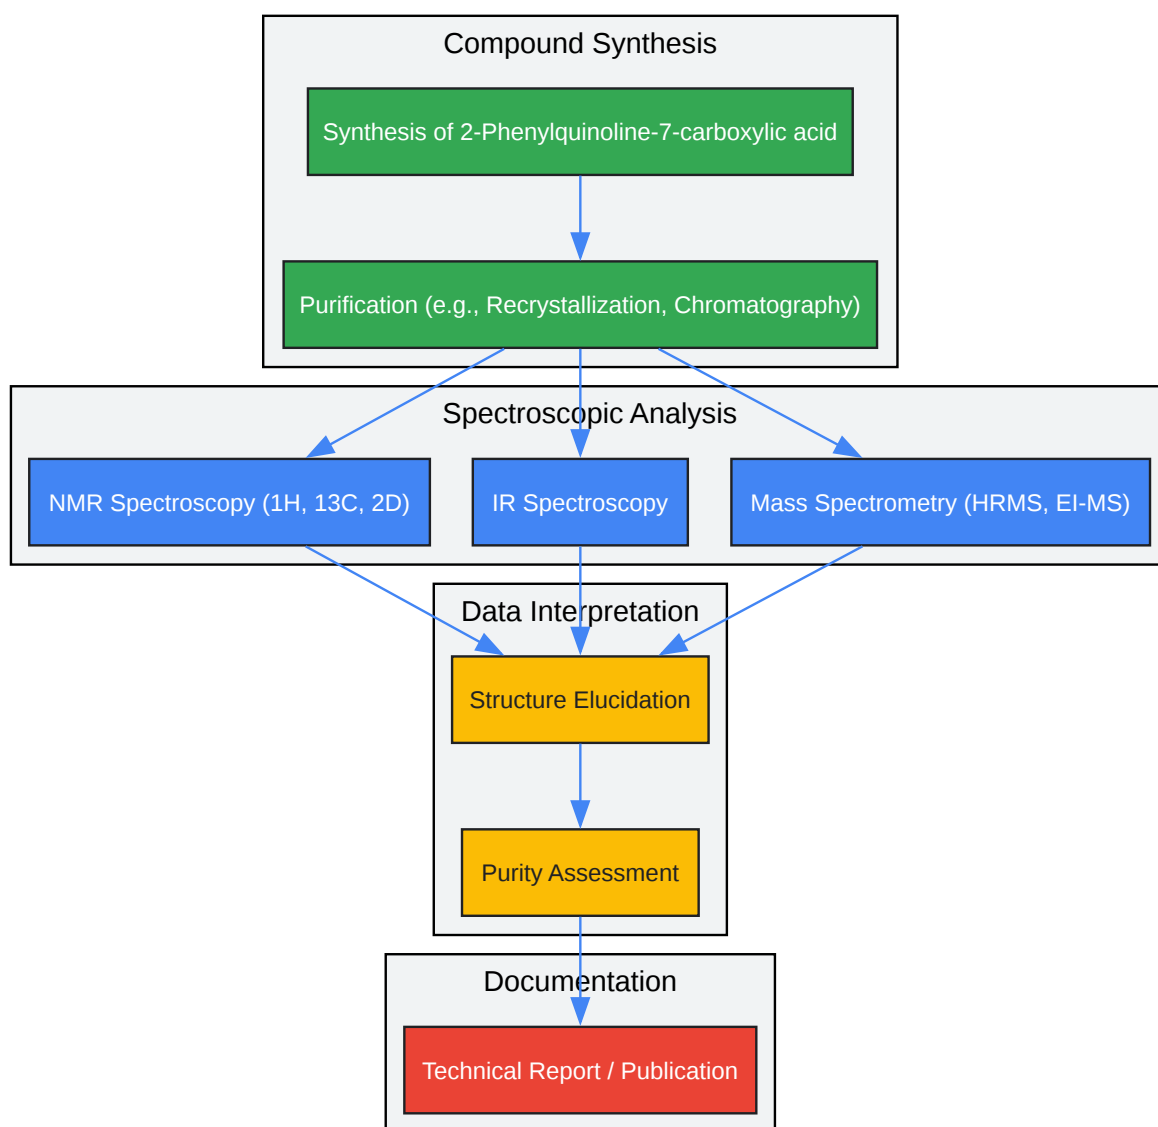 Compound Synthesis
Synthesis of 2-Phenylquinoline-7-carboxylic acid
Purification (e.g., Recrystallization, Chromatography)
Spectroscopic Analysis
NMR Spectroscopy (1H, 13C, 2D)
IR Spectroscopy
Mass Spectrometry (HRMS, EI-MS)
Data Interpretation
Structure Elucidation
Purity Assessment
Documentation
Technical Report / Publication